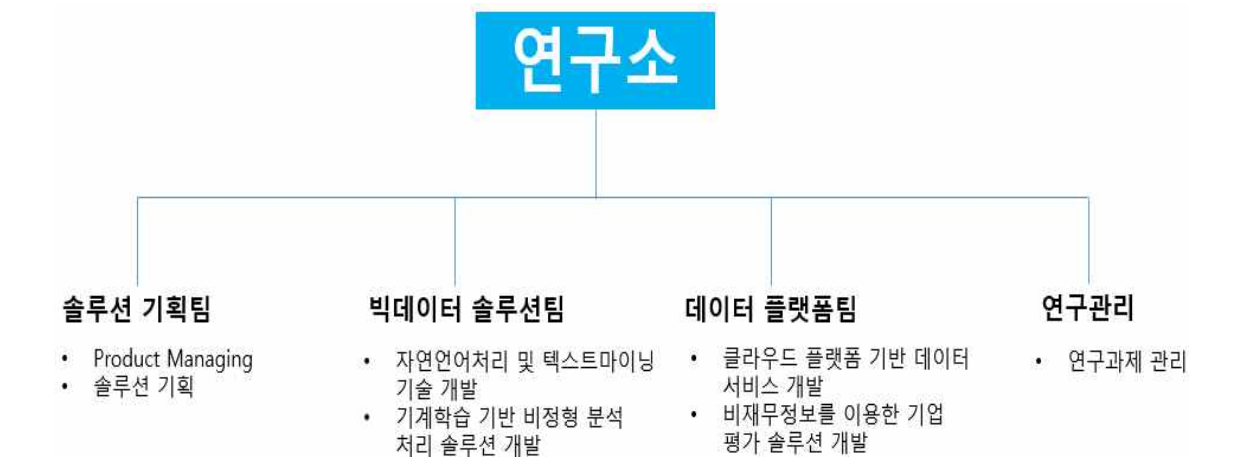 연구소
솔루션 기획팀
• Product Managing
• 솔루션 기획
빅데이터 솔루션팀
• 자연언어처리 및 텍스트마이닝
기술 개발
• 기계학습 기반 비정형 분석
처리 솔루션 개발
데이터 플랫폼팀
• 클라우드 플랫폼 기반 데이터
서비스 개발
• 비재무정보를 이용한 기업
평가 솔루션 개발
연구관리
• 연구과제 관리